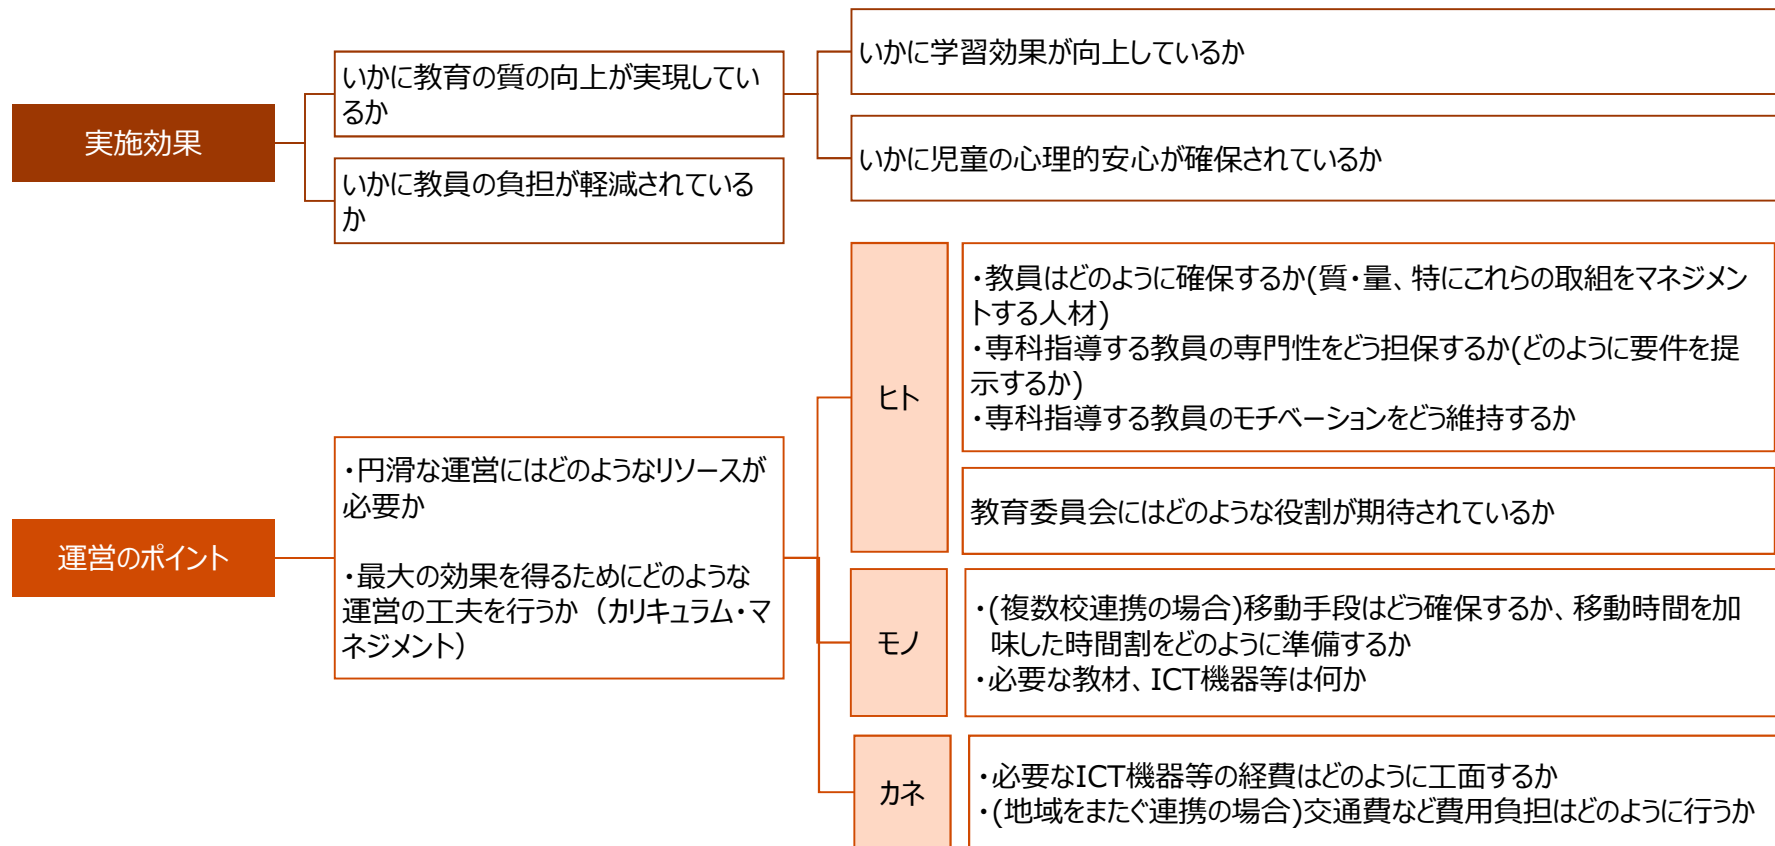 実施効果
いかに教育の質の向上が実現してい
るか
いかに教員の負担が軽減されている
か
いかに学習効果が向上しているか
いかに児童の心理的安心が確保されているか
運営のポイント
・円滑な運営にはどのようなリソースが
必要か
・最大の効果を得るためにどのような
運営の工夫を行うか（カリキュラム・マ
ネジメント）
ヒト
・教員はどのように確保するか(質・量、特にこれらの取組をマネジメン
トする人材)
・専科指導する教員の専門性をどう担保するか(どのように要件を提
示するか)
・専科指導する教員のモチベーションをどう維持するか
教育委員会にはどのような役割が期待されているか
モノ
・(複数校連携の場合)移動手段はどう確保するか、移動時間を加
味した時間割をどのように準備するか
・必要な教材、ICT機器等は何か
カネ
・必要なICT機器等の経費はどのように工面するか
・(地域をまたぐ連携の場合)交通費など費用負担はどのように行うか